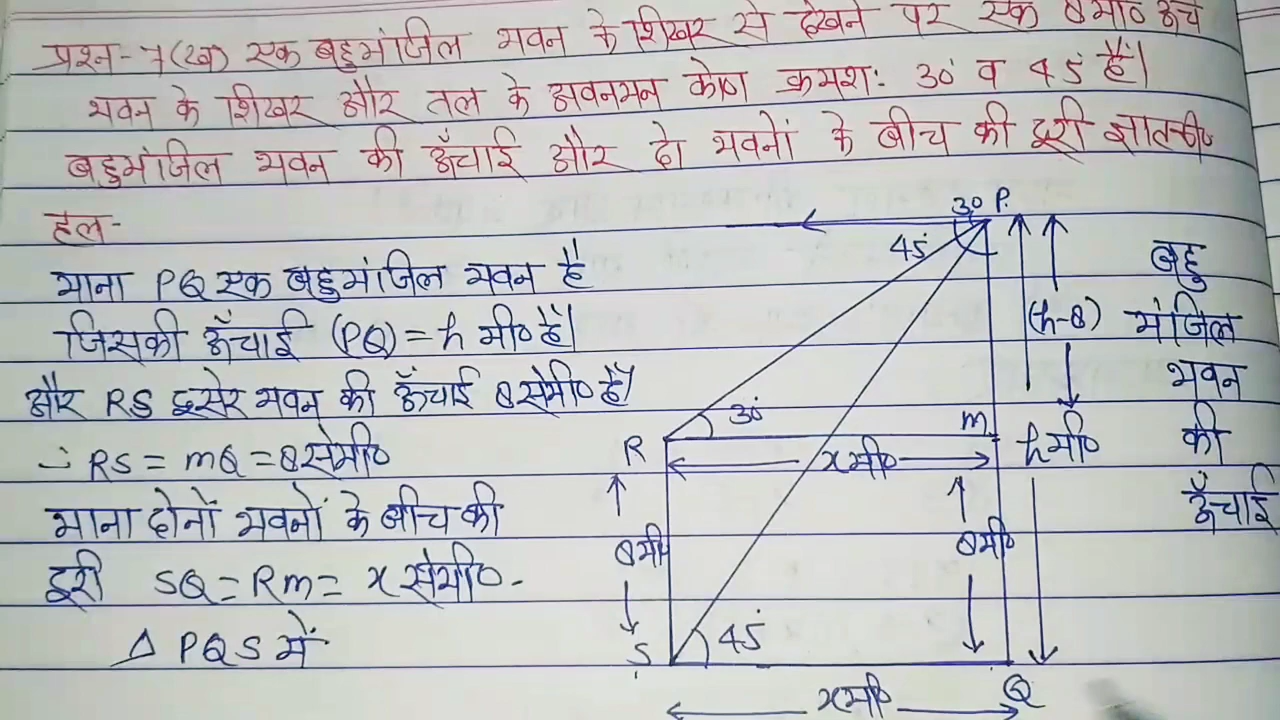 प्रश्न- 7(ख) एक बहुमंजिल भवन के शिखर से देखने पर एक 8मी० ऊँचे
भवन के शिखर और तल के अवनमन कोण क्रमश: 30° व 45° हैं।
बहुमंजिल भवन की ऊँचाई और दो भवनों के बीच की दूरी ज्ञात की०
हल-
माना PQ एक बहुमंजिल भवन है
जिसकी ऊँचाई (PQ) = h मी० है।
और RS दूसरे भवन की ऊँचाई 8 सेमी० है।
∴ RS = mQ = 8 सेमी०
माना दोनों भवनों के बीच की
दूरी SQ = Rm = x सेमी०-
Δ PQS में
30° P
45°
(h-8)
बहु
मंजिल
भवन
की
ऊँचाई
30°
R
m
x मी०
h मी०
8 मी०
8 मी०
S
45°
Q
x मी०